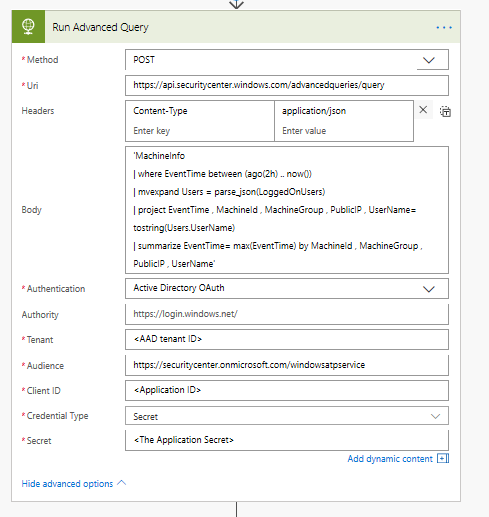 Run Advanced Query
...
* Method
POST
* Uri
https://api.securitycenter.windows.com/advancedqueries/query
Headers
Content-Type
application/json
Enter key
Enter value
Body
'MachineInfo
| where EventTime between (ago(2h) .. now())
| mvexpand Users = parse_json(LoggedOnUsers)
| project EventTime , MachineId , MachineGroup , PublicIP , UserName=
tostring(Users.UserName)
| summarize EventTime= max(EventTime) by MachineId , MachineGroup ,
PublicIP , UserName'
* Authentication
Active Directory OAuth
Authority
https://login.windows.net/
* Tenant
<AAD tenant ID>
* Audience
https://securitycenter.onmicrosoft.com/windowsatpservice
* Client ID
<Application ID>
* Credential Type
Secret
* Secret
<The Application Secret>
Add dynamic content
Hide advanced options